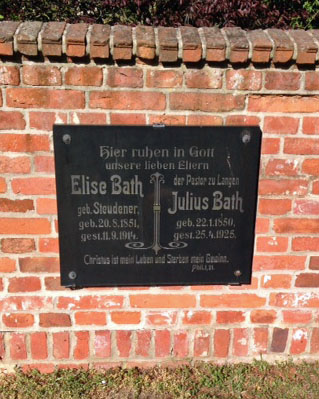 Hier ruhen in Gott
unsere lieben Eltern
Elise Bath
geb. Steudener,
geb. 20.8.1851,
gest. 11.9.1914.
der Pastor zu Langen
Julius Bath
geb. 22.1.1850,
gest. 25.4.1925.
Christus ist mein Leben und Sterben mein Gewinn.
Phil.1,21.